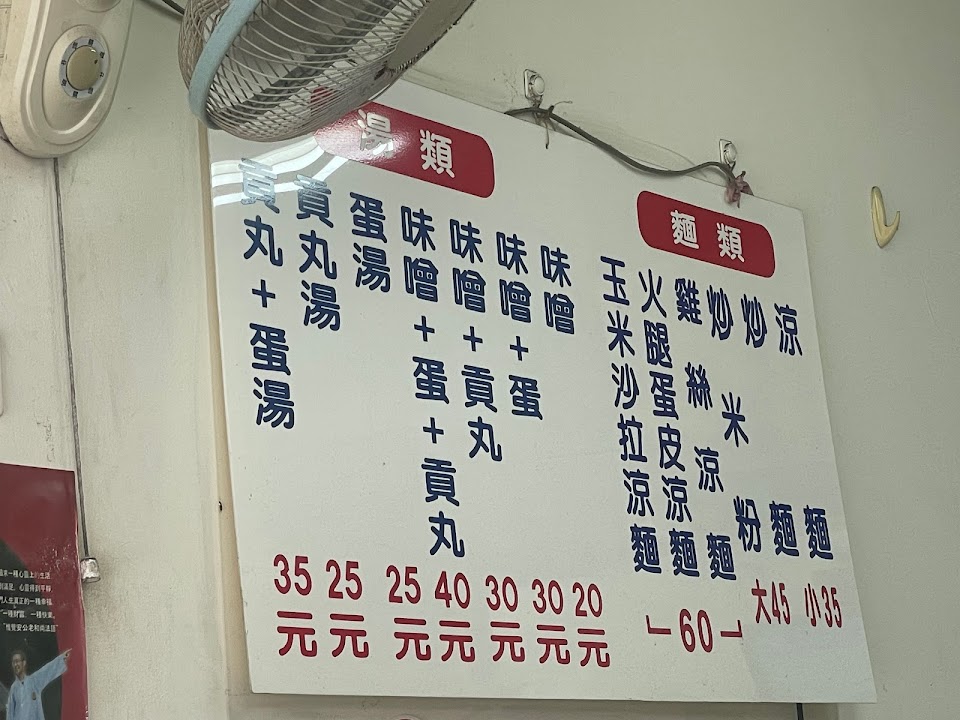 麵類
涼麵
炒麵
炒米粉
雞絲涼麵
火腿蛋皮涼麵
玉米沙拉涼麵
大45 小35
60
湯類
味噌
味噌+蛋
味噌+貢丸
味噌+蛋+貢丸
蛋湯
貢丸湯
貢丸+蛋湯
20元
30元
30元
40元
25元
25元
35元